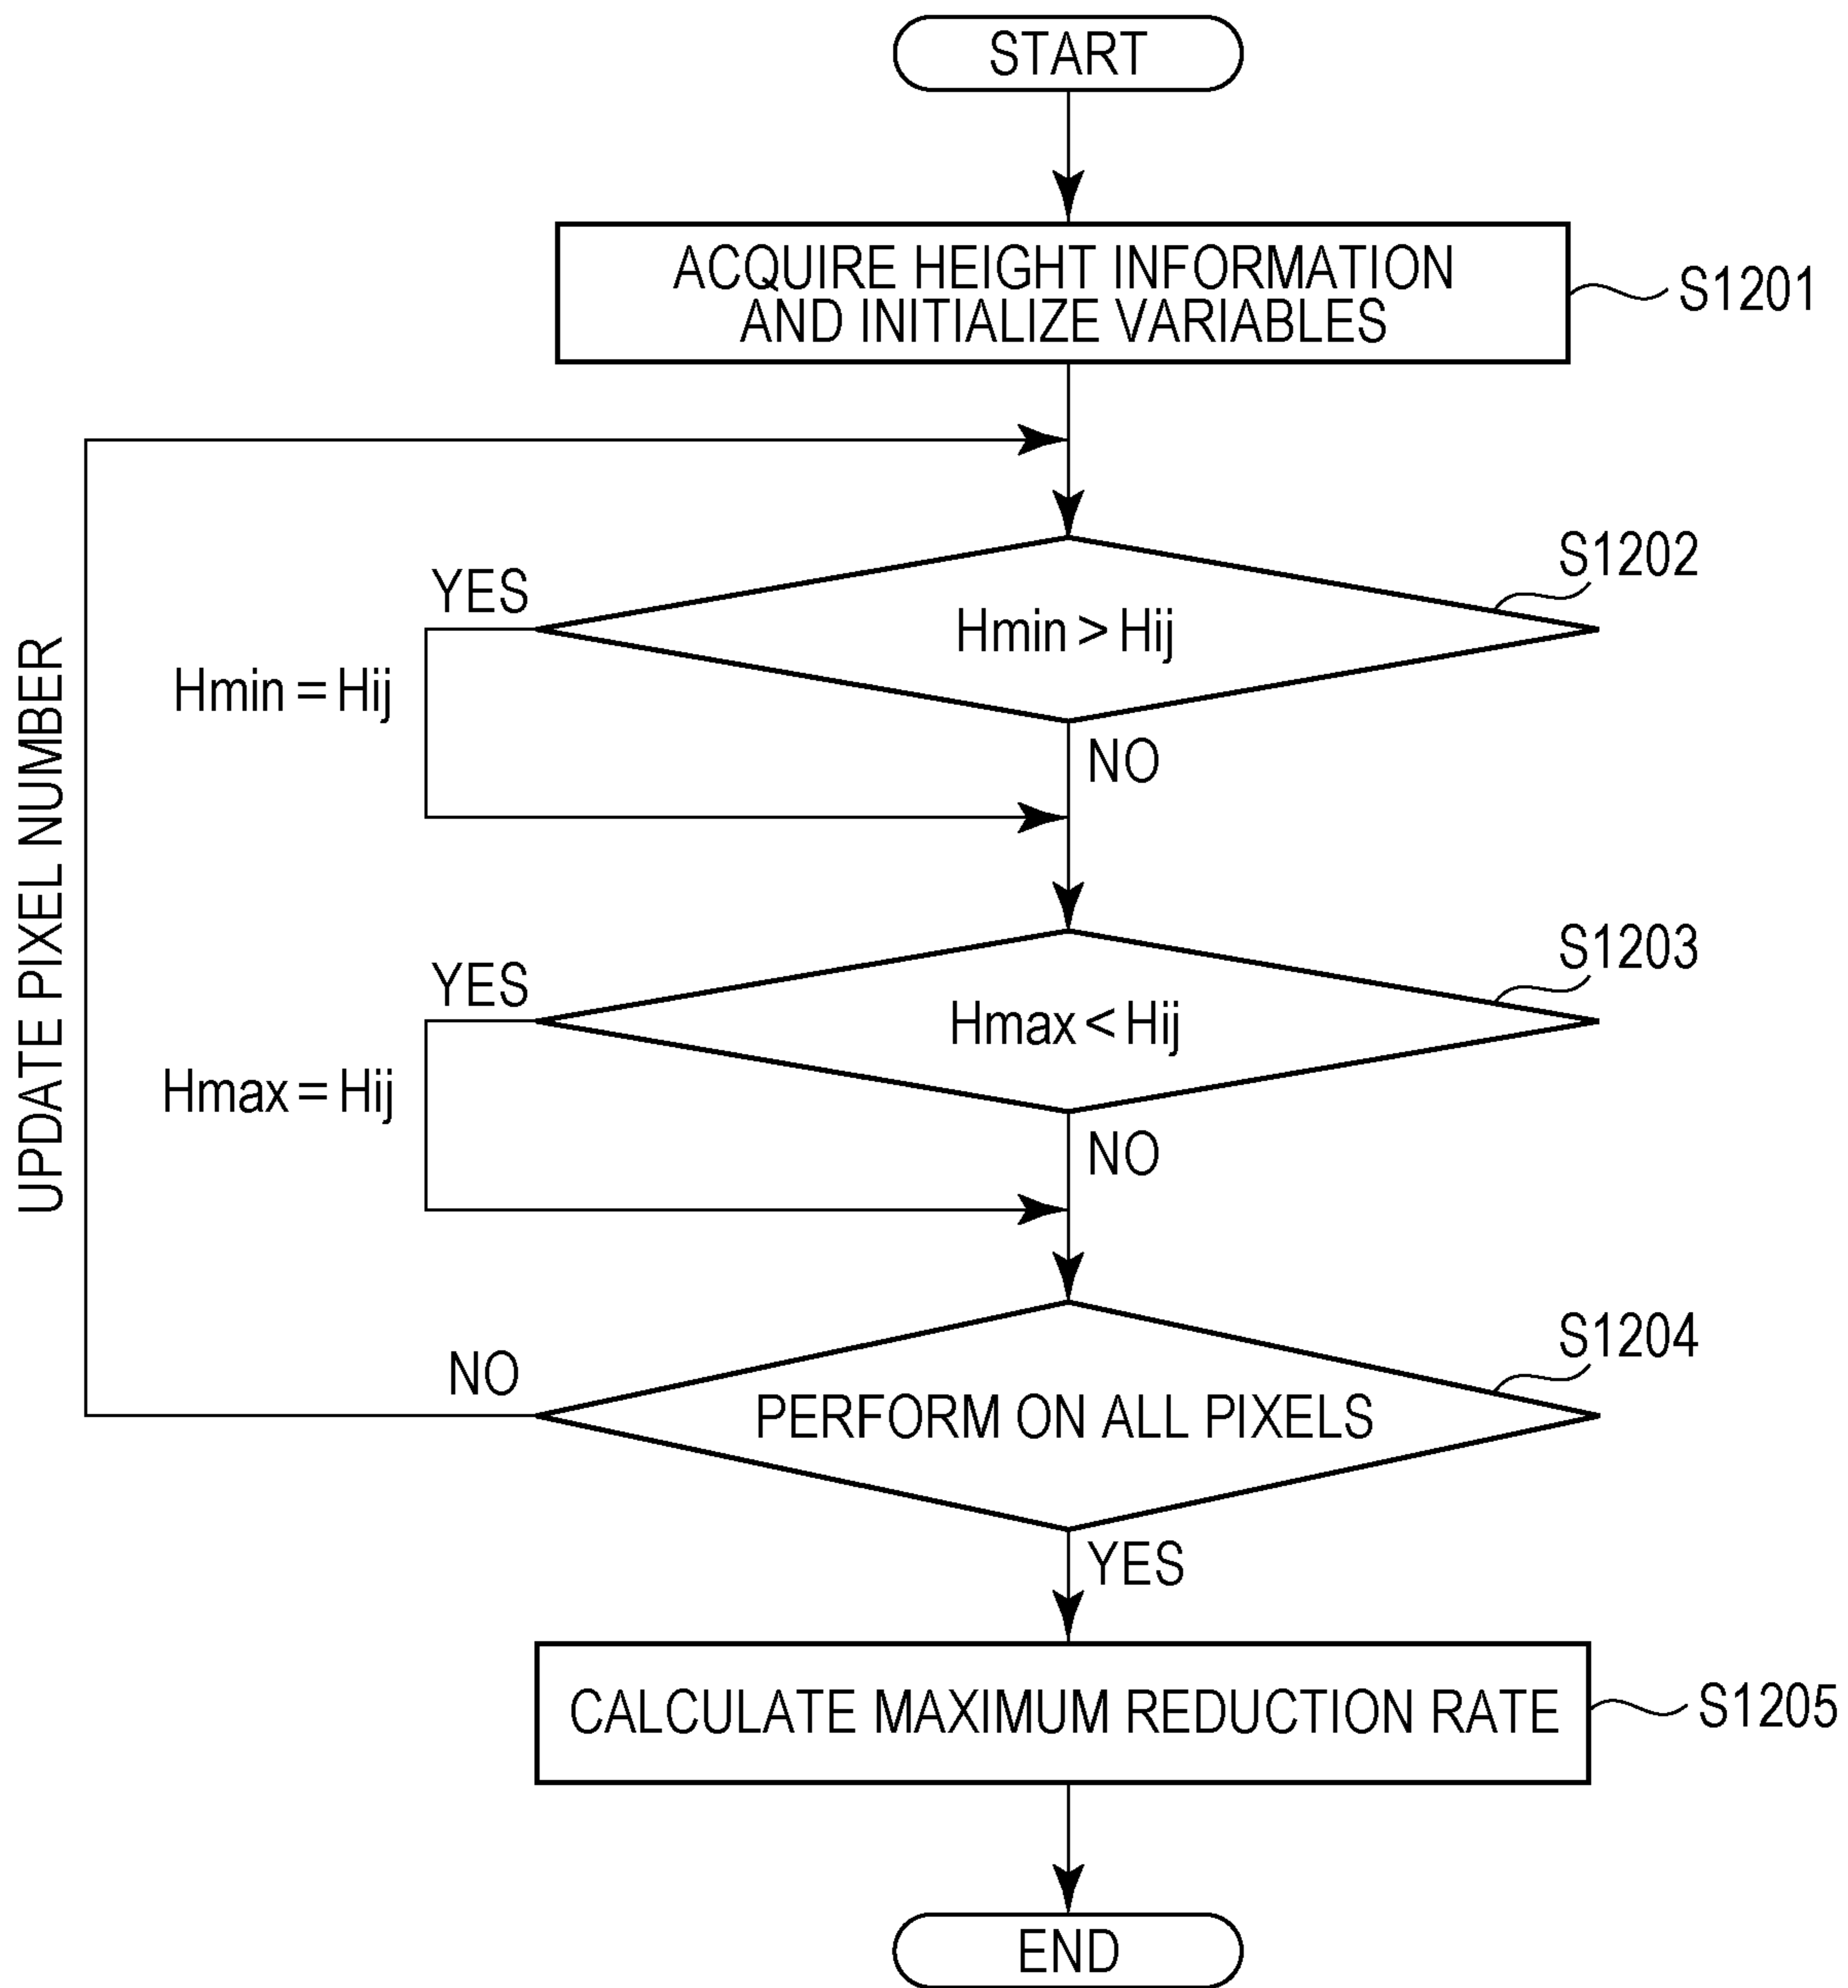 START
ACQUIRE HEIGHT INFORMATION
AND INITIALIZE VARIABLES
S1201
S1202
YES
Hmin > Hij
Hmin = Hij
NO
UPDATE PIXEL NUMBER
S1203
YES
Hmax < Hij
Hmax = Hij
NO
S1204
NO
PERFORM ON ALL PIXELS
YES
CALCULATE MAXIMUM REDUCTION RATE
S1205
END